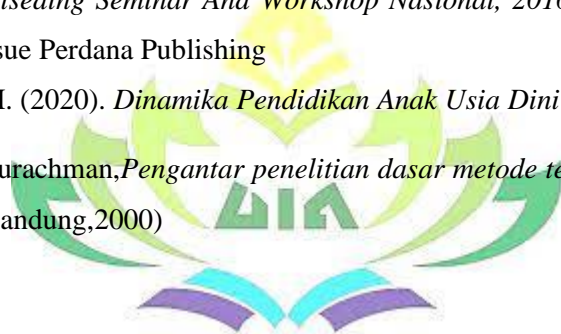 seding Seminar And Workshop Nasional, 2016
sue Perdana Publishing
(2020). Dinamika Pendidikan Anak Usia Dini
urachman,Pengantar penelitian dasar metode te
andung,2000)
UIN